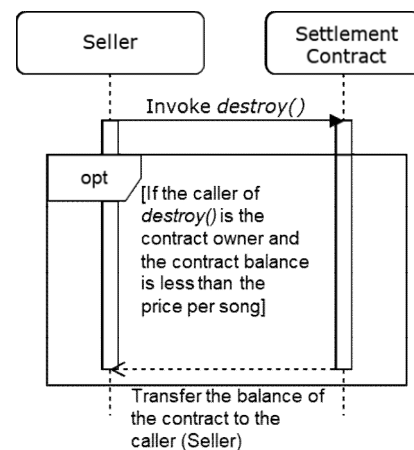 Seller
Settlement
Contract
Invoke destroy()
opt
[If the caller of
destroy() is the
contract owner and
the contract balance
is less than the
price per song]
Transfer the balance of
the contract to the
caller (Seller)